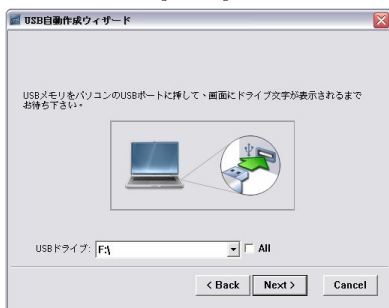 USB自動作成ウィザード
USBメモリをパソコンのUSBポートに挿して、画面にドライブ文字が表示されるまで
お待ち下さい。
USBドライブ: F:\ All
< Back Next > Cancel